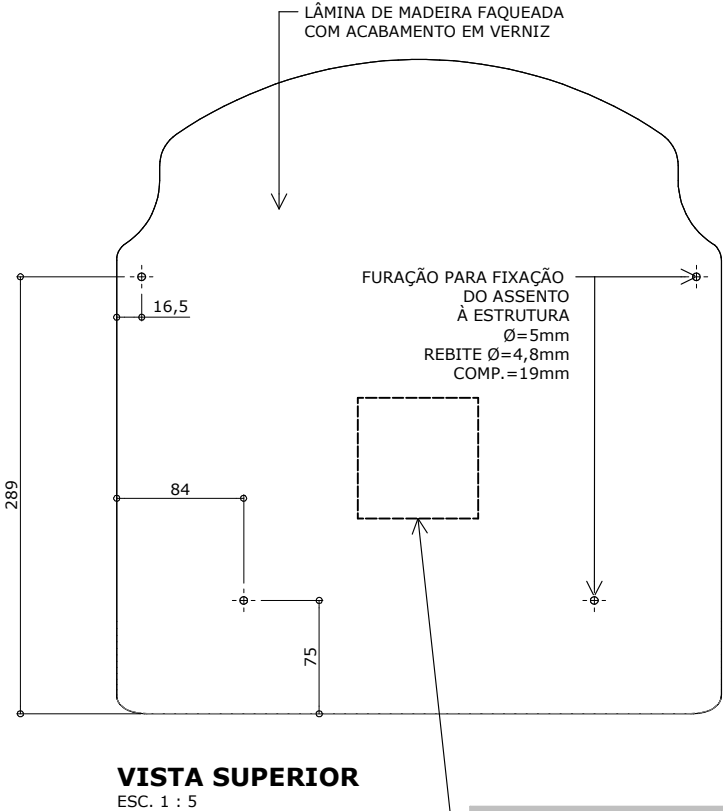 LÂMINA DE MADEIRA FAQUEADA
COM ACABAMENTO EM VERNIZ
FURAÇÃO PARA FIXAÇÃO
DO ASSENTO
À ESTRUTURA
Ø=5mm
REBITE Ø=4,8mm
COMP.=19mm
16,5
84
289
75
VISTA SUPERIOR
ESC. 1 : 5